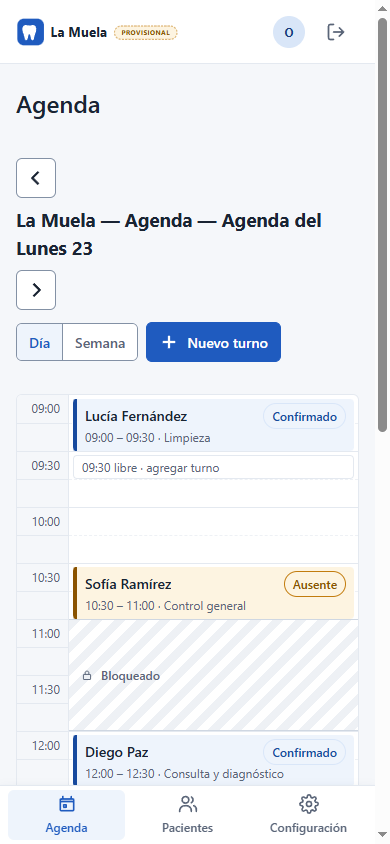 La Muela
PROVISIONAL
O
Agenda
La Muela — Agenda — Agenda del
Lunes 23
Día
Semana
+ Nuevo turno
09:00
Lucía Fernández
Confirmado
09:00 – 09:30 · Limpieza
09:30
09:30 libre · agregar turno
10:00
10:30
Sofía Ramírez
Ausente
10:30 – 11:00 · Control general
11:00
Bloqueado
11:30
12:00
Diego Paz
Confirmado
12:00 – 12:30 · Consulta y diagnóstico
Agenda
Pacientes
Configuración